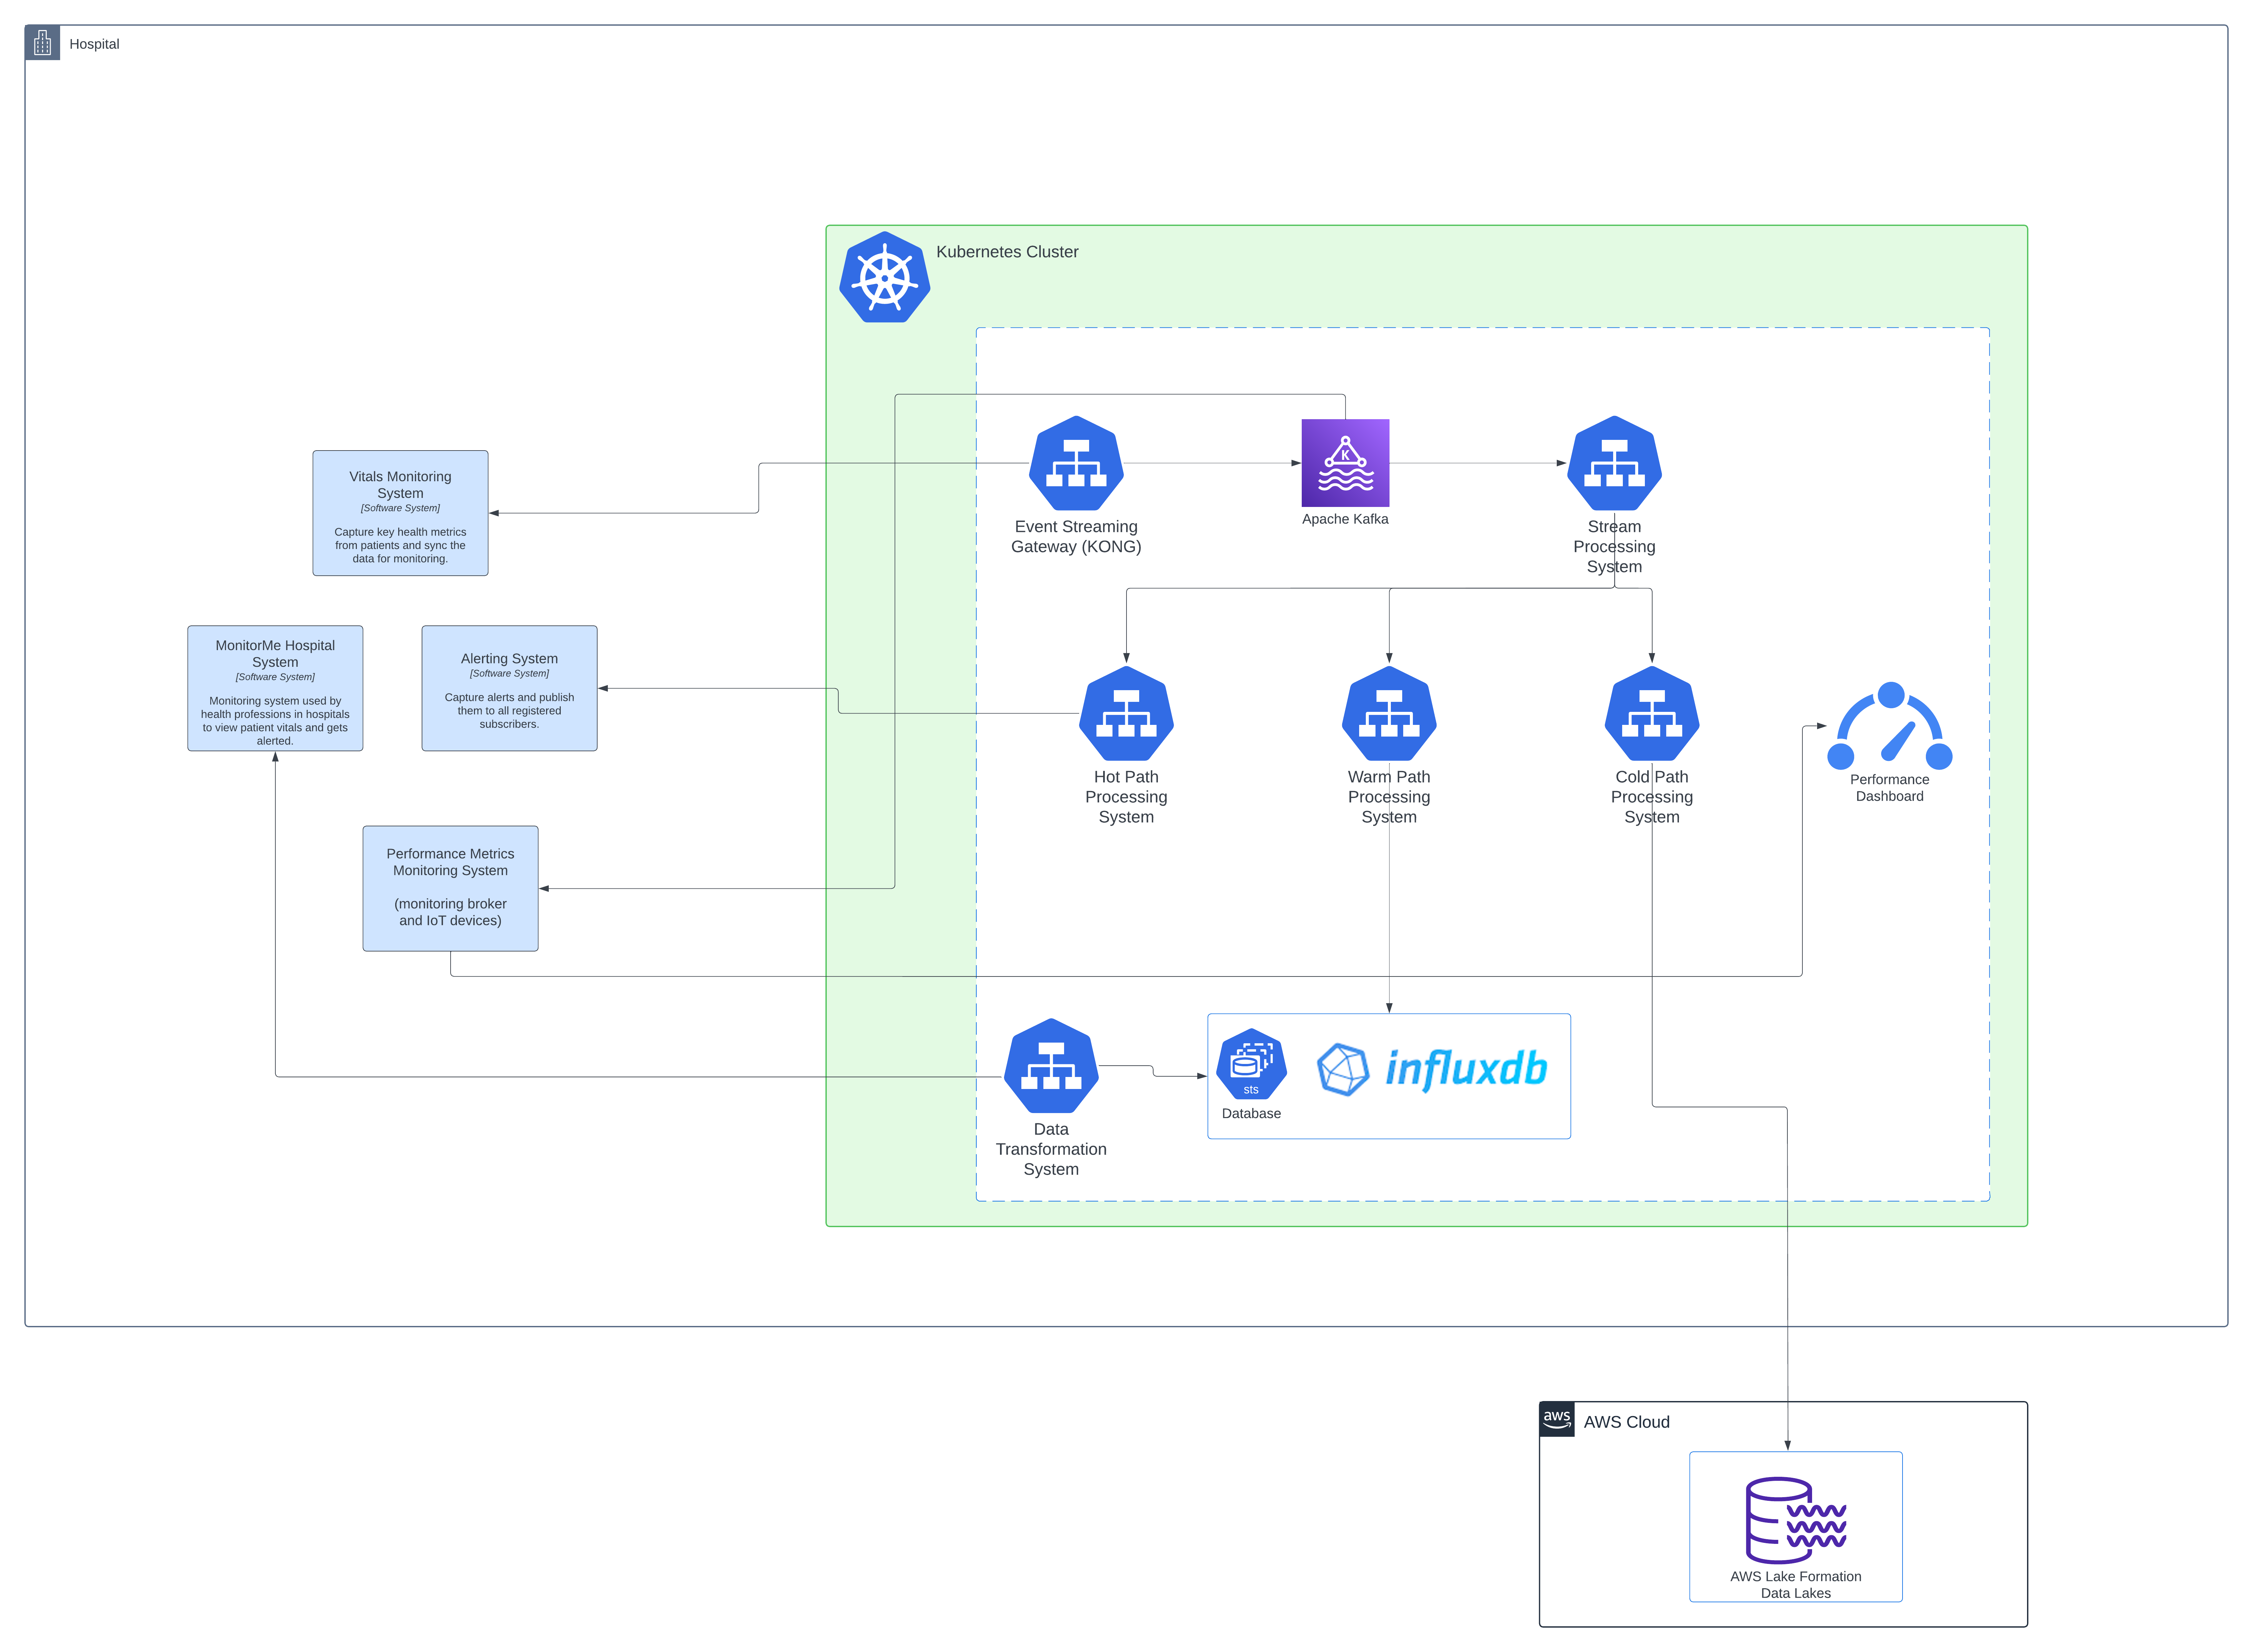 Hospital
Kubernetes Cluster
Vitals Monitoring
System
[Software System]
Capture key health metrics
from patients and sync the
data for monitoring.
Event Streaming
Gateway (KONG)
K
Apache Kafka
Stream
Processing
System
MonitorMe Hospital
System
[Software System]
Monitoring system used by
health professions in hospitals
to view patient vitals and gets
alerted.
Alerting System
[Software System]
Capture alerts and publish
them to all registered
subscribers.
Hot Path
Processing
System
Warm Path
Processing
System
Cold Path
Processing
System
Performance
Dashboard
Performance Metrics
Monitoring System
(monitoring broker
and IoT devices)
Data
Transformation
System
sts
Database
influxdb
aws
AWS Cloud
AWS Lake Formation
Data Lakes